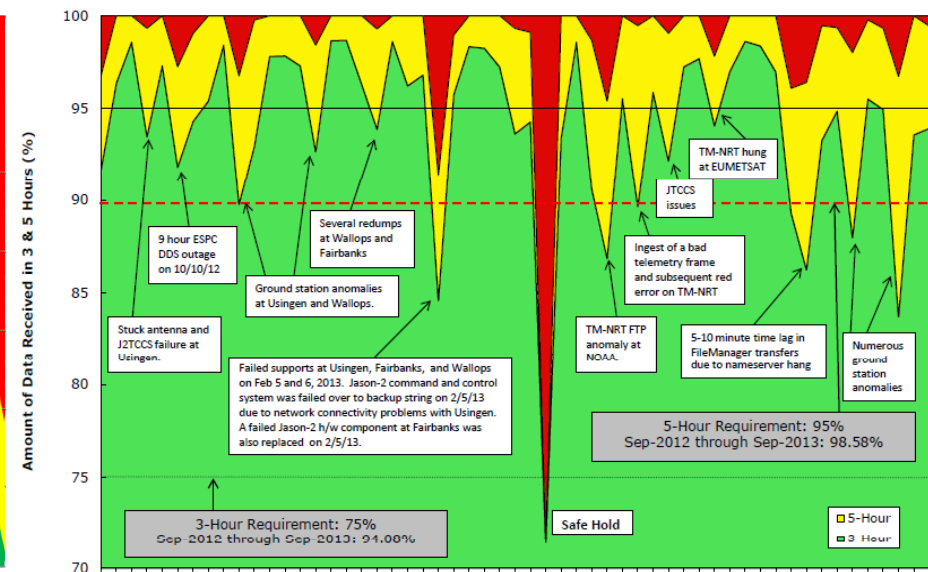 Amount of Data Received in 3 & 5 Hours (%)
100
95
90
85
80
75
70
Stuck antenna and
J2TCCS failure at
Usingen.
9 hour ESPC
DDS outage
on 10/10/12
Ground station anomalies
at Usingen and Wallops.
Several redumps
at Wallops and
Fairbanks
Failed supports at Usingen, Fairbanks, and Wallops
on Feb 5 and 6, 2013. Jason-2 command and control
system was failed over to backup string on 2/5/13
due to network connectivity problems with Usingen.
A failed Jason-2 h/w component at Fairbanks was
also replaced on 2/5/13.
Safe Hold
TM-NRT FTP
anomaly at
NOAA.
Ingest of a bad
telemetry frame
and subsequent red
error on TM-NRT
JTCCS
issues
TM-NRT hung
at EUMETSAT
5-10 minute time lag in
FileManager transfers
due to nameserver hang
Numerous
ground
station
anomalies
5-Hour Requirement: 95%
Sep-2012 through Sep-2013: 98.58%
3-Hour Requirement: 75%
Sep-2012 through Sep-2013: 94.08%
5-Hour
3-Hour